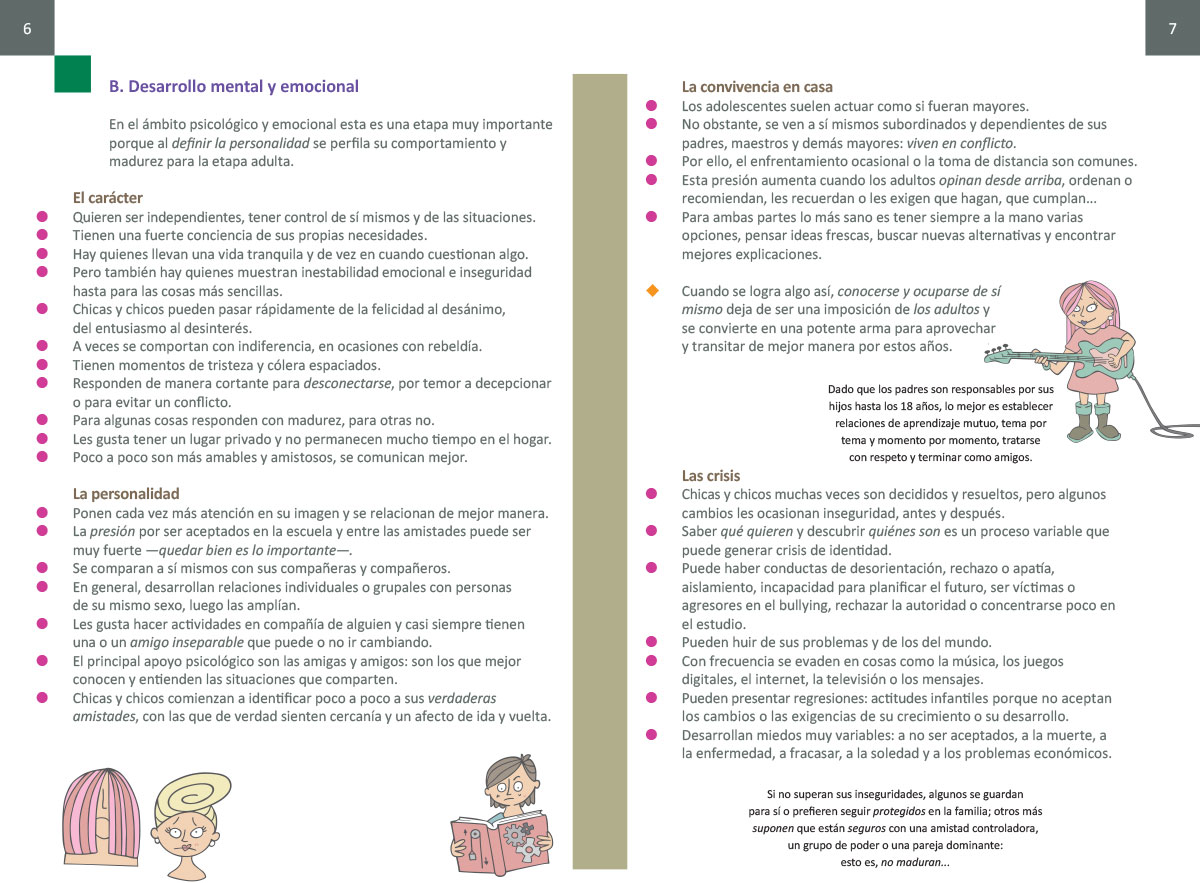 6
B. Desarrollo mental y emocional
En el ámbito psicológico y emocional esta es una etapa muy importante
porque al definir la personalidad se perfila su comportamiento y
madurez para la etapa adulta.
El carácter
Quieren ser independientes, tener control de sí mismos y de las situaciones.
Tienen una fuerte conciencia de sus propias necesidades.
Hay quienes llevan una vida tranquila y de vez en cuando cuestionan algo.
Pero también hay quienes muestran inestabilidad emocional e inseguridad
hasta para las cosas más sencillas.
Chicas y chicos pueden pasar rápidamente de la felicidad al desánimo,
del entusiasmo al desinterés.
A veces se comportan con indiferencia, en ocasiones con rebeldía.
Tienen momentos de tristeza y cólera espaciados.
Responden de manera cortante para desconectarse, por temor a decepcionar
o para evitar un conflicto.
Para algunas cosas responden con madurez, para otras no.
Les gusta tener un lugar privado y no permanecen mucho tiempo en el hogar.
Poco a poco son más amables y amistosos, se comunican mejor.
La personalidad
Ponen cada vez más atención en su imagen y se relacionan de mejor manera.
La presión por ser aceptados en la escuela y entre las amistades puede ser
muy fuerte —quedar bien es lo importante—.
Se comparan a sí mismos con sus compañeras y compañeros.
En general, desarrollan relaciones individuales o grupales con personas
de su mismo sexo, luego las amplían.
Les gusta hacer actividades en compañía de alguien y casi siempre tienen
una o un amigo inseparable que puede o no ir cambiando.
El principal apoyo psicológico son las amigas y amigos: son los que mejor
conocen y entienden las situaciones que comparten.
Chicas y chicos comienzan a identificar poco a poco a sus verdaderas
amistades, con las que de verdad sienten cercanía y un afecto de ida y vuelta.
7
La convivencia en casa
Los adolescentes suelen actuar como si fueran mayores.
No obstante, se ven a sí mismos subordinados y dependientes de sus
padres, maestros y demás mayores: viven en conflicto.
Por ello, el enfrentamiento ocasional o la toma de distancia son comunes.
Esta presión aumenta cuando los adultos opinan desde arriba, ordenan o
recomiendan, les recuerdan o les exigen que hagan, que cumplan...
Para ambas partes lo más sano es tener siempre a la mano varias
opciones, pensar ideas frescas, buscar nuevas alternativas y encontrar
mejores explicaciones.
Cuando se logra algo así, conocerse y ocuparse de sí
mismo deja de ser una imposición de los adultos y
se convierte en una potente arma para aprovechar
y transitar de mejor manera por estos años.
Dado que los padres son responsables por sus
hijos hasta los 18 años, lo mejor es establecer
relaciones de aprendizaje mutuo, tema por
tema y momento por momento, tratarse
con respeto y terminar como amigos.
Las crisis
Chicas y chicos muchas veces son decididos y resueltos, pero algunos
cambios les ocasionan inseguridad, antes y después.
Saber qué quieren y descubrir quiénes son es un proceso variable que
puede generar crisis de identidad.
Puede haber conductas de desorientación, rechazo o apatía,
aislamiento, incapacidad para planificar el futuro, ser víctimas o
agresores en el bullying, rechazar la autoridad o concentrarse poco en
el estudio.
Pueden huir de sus problemas y de los del mundo.
Con frecuencia se evaden en cosas como la música, los juegos
digitales, el internet, la televisión o los mensajes.
Pueden presentar regresiones: actitudes infantiles porque no aceptan
los cambios o las exigencias de su crecimiento o su desarrollo.
Desarrollan miedos muy variables: a no ser aceptados, a la muerte, a
la enfermedad, a fracasar, a la soledad y a los problemas económicos.
Si no superan sus inseguridades, algunos se guardan
para sí o prefieren seguir protegidos en la familia; otros más
suponen que están seguros con una amistad controladora,
un grupo de poder o una pareja dominante:
esto es, no maduran...